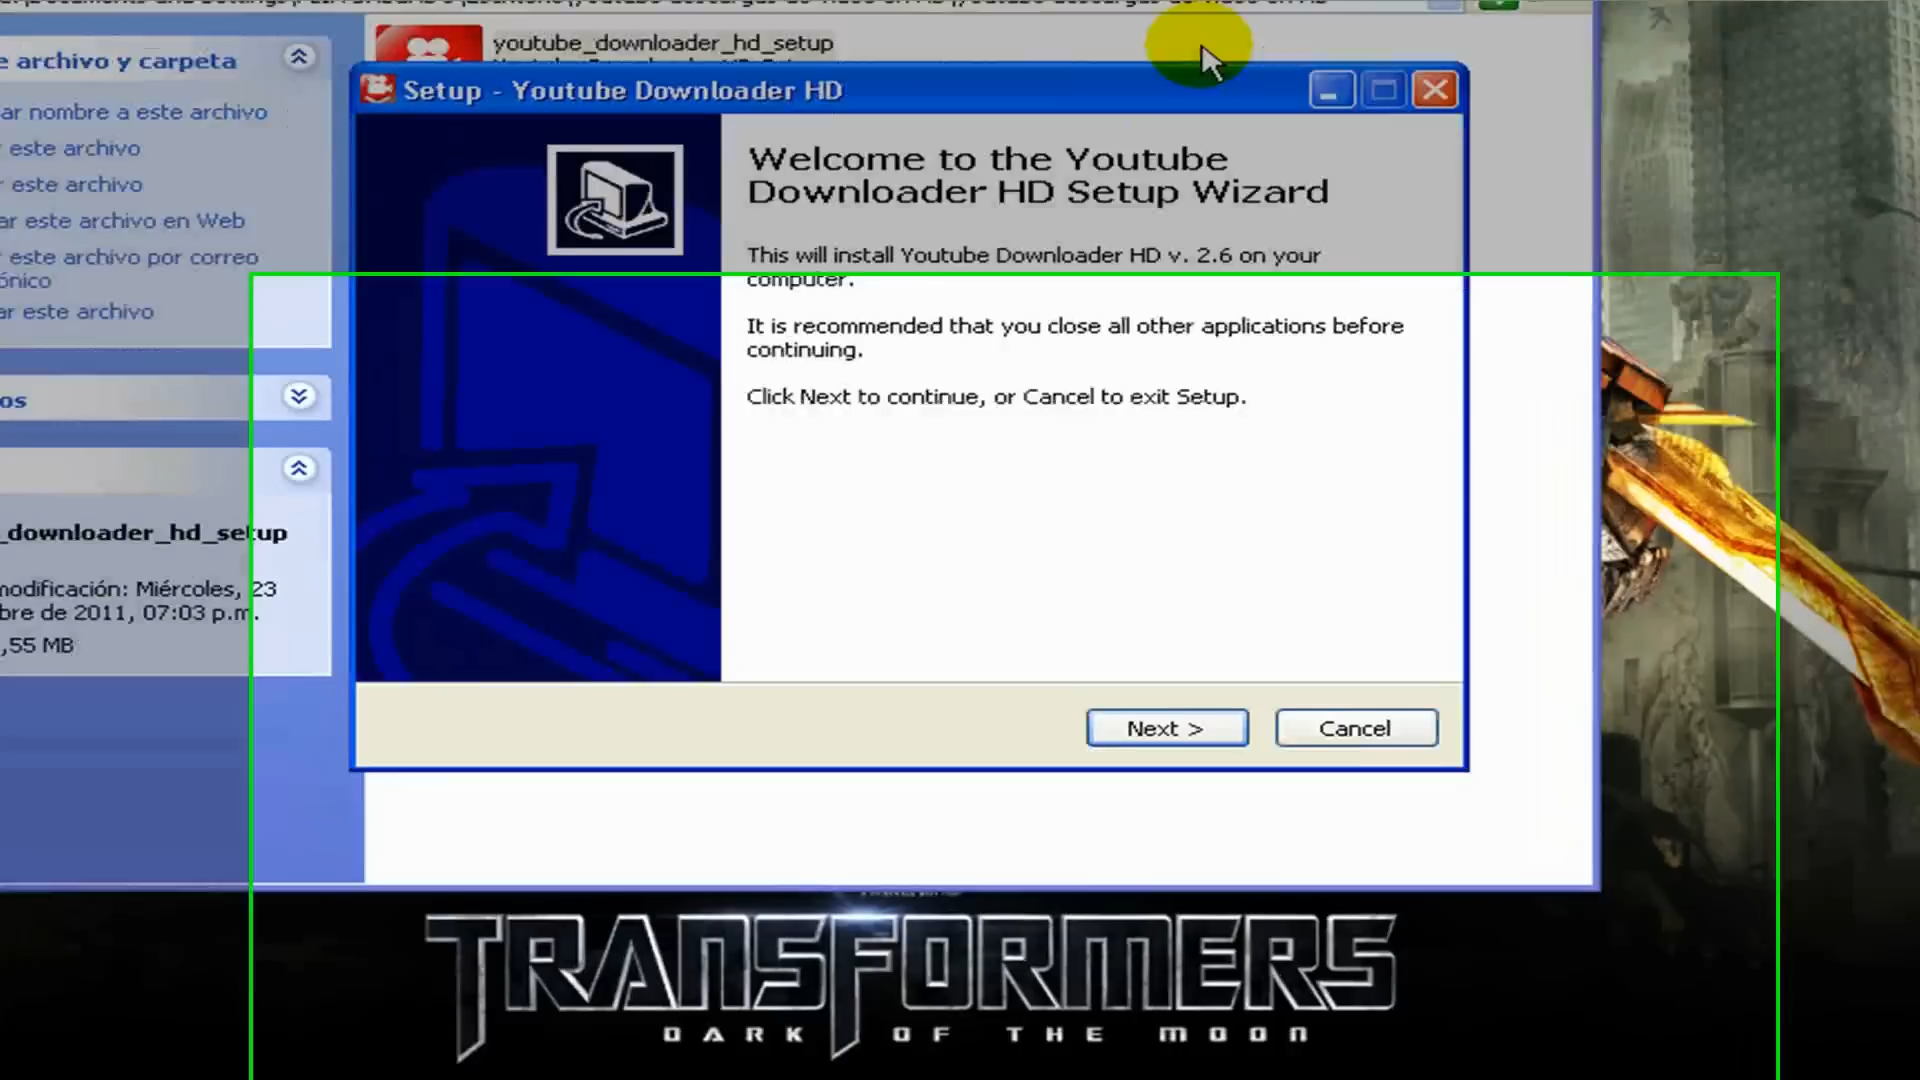 youtube_downloader_hd_setup
e archivo y carpeta
ar nombre a este archivo
este archivo
este archivo
ar este archivo en Web
este archivo por correo
ónico
ar este archivo
os
_downloader_hd_setup
modificación: Miércoles, 23
bre de 2011, 07:03 p.m.
,55 MB
Setup - Youtube Downloader HD
Welcome to the Youtube
Downloader HD Setup Wizard
This will install Youtube Downloader HD v. 2.6 on your
computer.
It is recommended that you close all other applications before
continuing.
Click Next to continue, or Cancel to exit Setup.
Next >
Cancel
TRANSFORMERS
DARK OF THE MOON